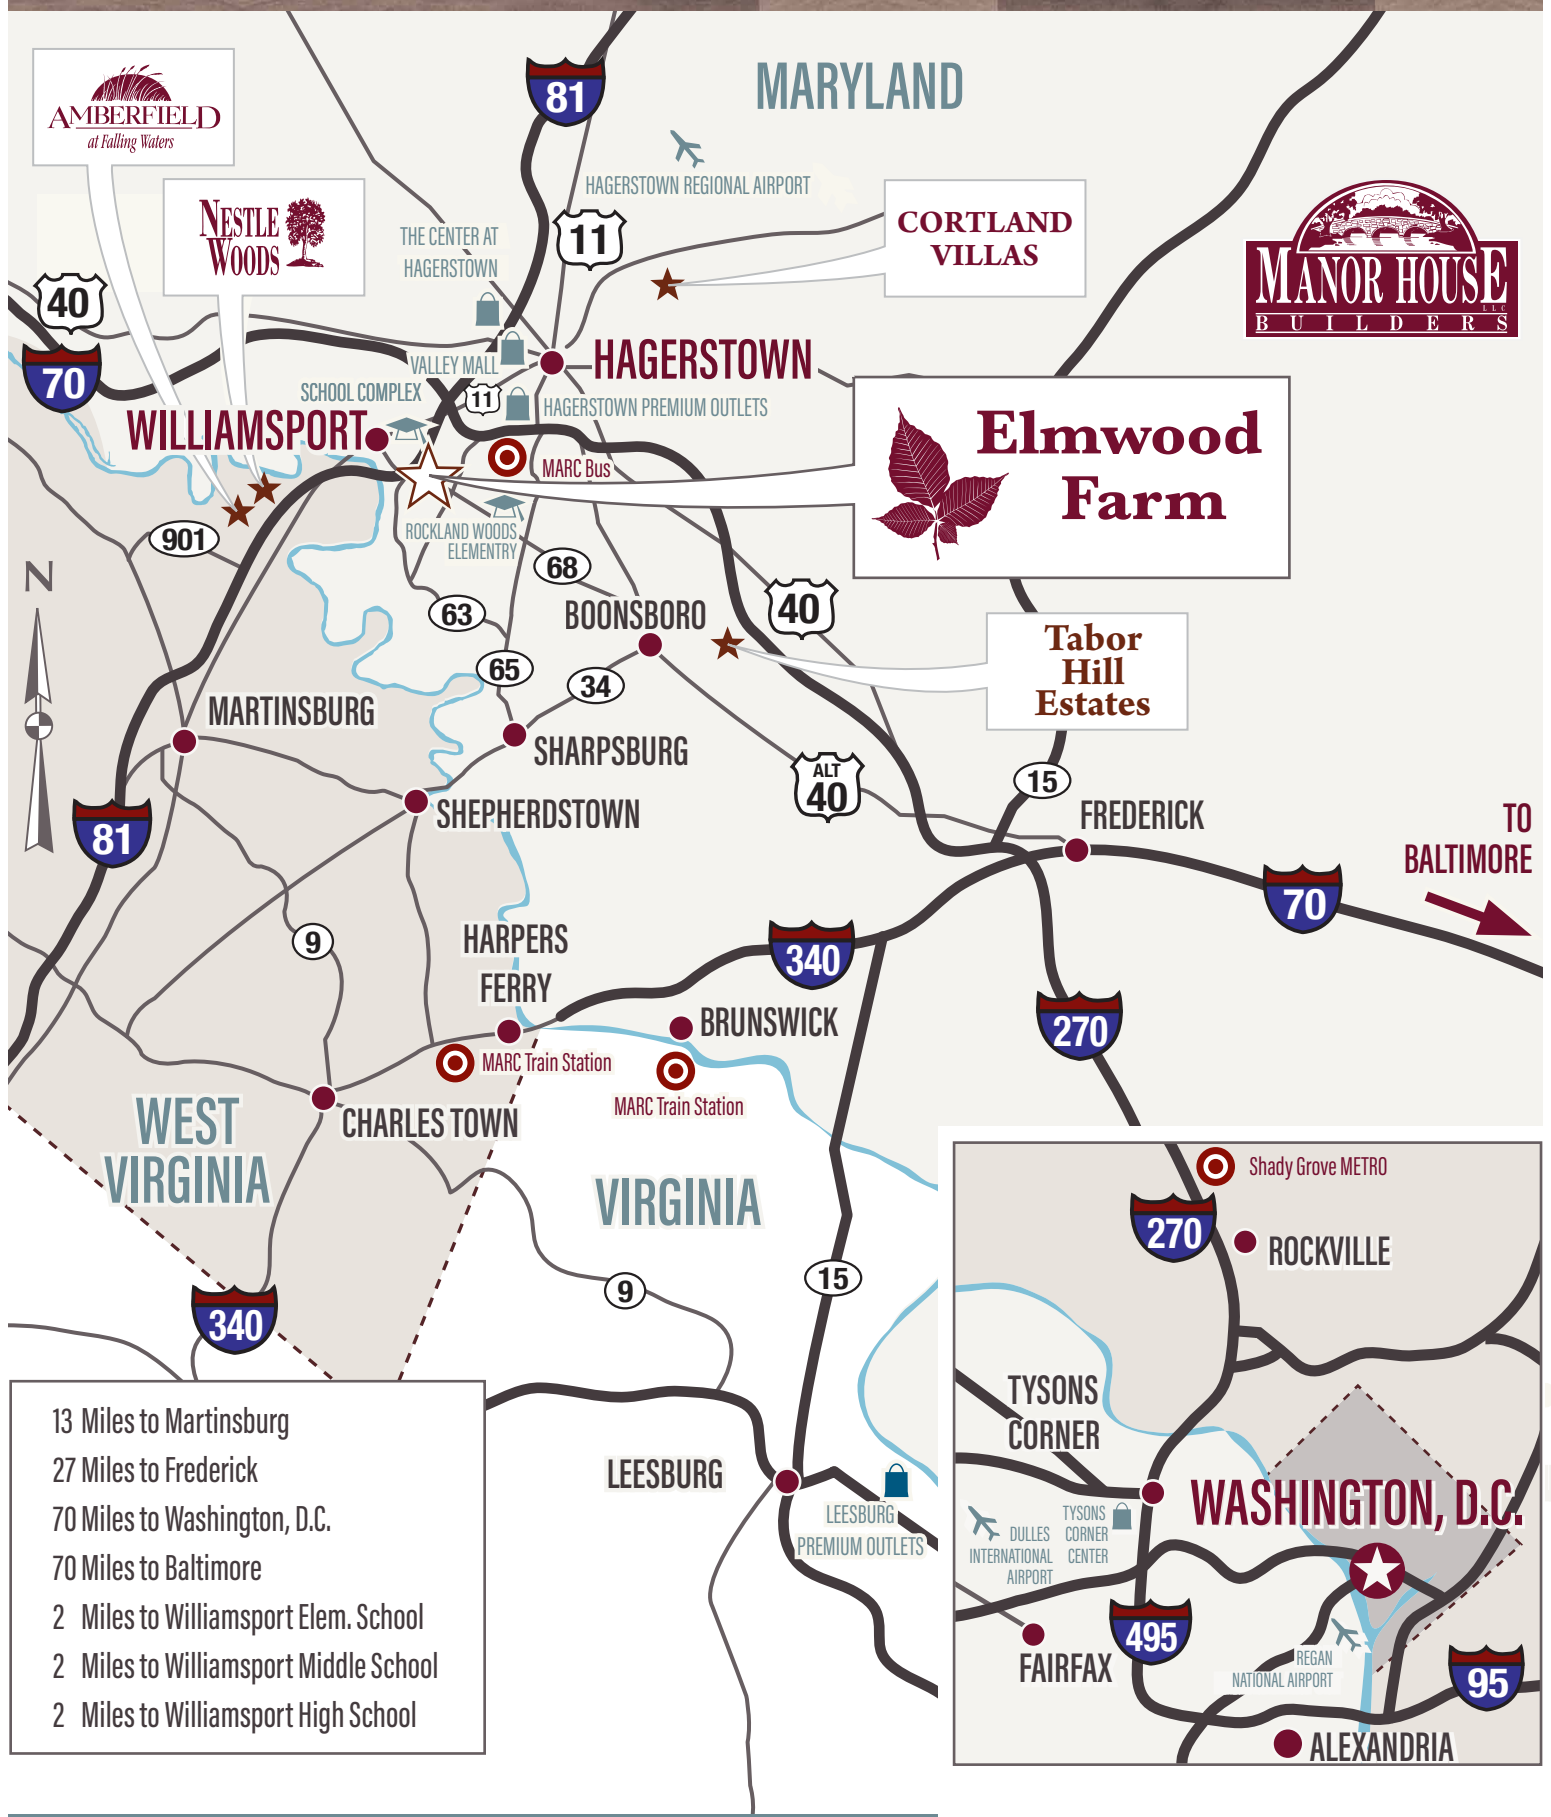 MARYLAND
81
AMBERFIELD
at Falling Waters
NESTLE
WOODS
HAGERSTOWN REGIONAL AIRPORT
11
THE CENTER AT
HAGERSTOWN
CORTLAND
VILLAS
MANOR HOUSE
LLC
BUILDERS
40
70
VALLEY MALL
HAGERSTOWN
SCHOOL COMPLEX
11
HAGERSTOWN PREMIUM OUTLETS
WILLIAMSPORT
MARC Bus
Elmwood
Farm
901
ROCKLAND WOODS
ELEMENTRY
N
68
63
BOONSBORO
40
65
34
Tabor
Hill
Estates
MARTINSBURG
SHARPSBURG
ALT
40
15
SHEPHERDSTOWN
FREDERICK
TO
BALTIMORE
81
70
9
HARPERS
FERRY
340
270
BRUNSWICK
MARC Train Station
MARC Train Station
WEST
VIRGINIA
CHARLES TOWN
VIRGINIA
9
15
340
13 Miles to Martinsburg
27 Miles to Frederick
70 Miles to Washington, D.C.
70 Miles to Baltimore
2 Miles to Williamsport Elem. School
2 Miles to Williamsport Middle School
2 Miles to Williamsport High School
LEESBURG
LEESBURG
PREMIUM OUTLETS
Shady Grove METRO
270
ROCKVILLE
TYSONS
CORNER
WASHINGTON, D.C.
DULLES
INTERNATIONAL
AIRPORT
TYSONS
CORNER
CENTER
495
FAIRFAX
REGAN
NATIONAL AIRPORT
95
ALEXANDRIA